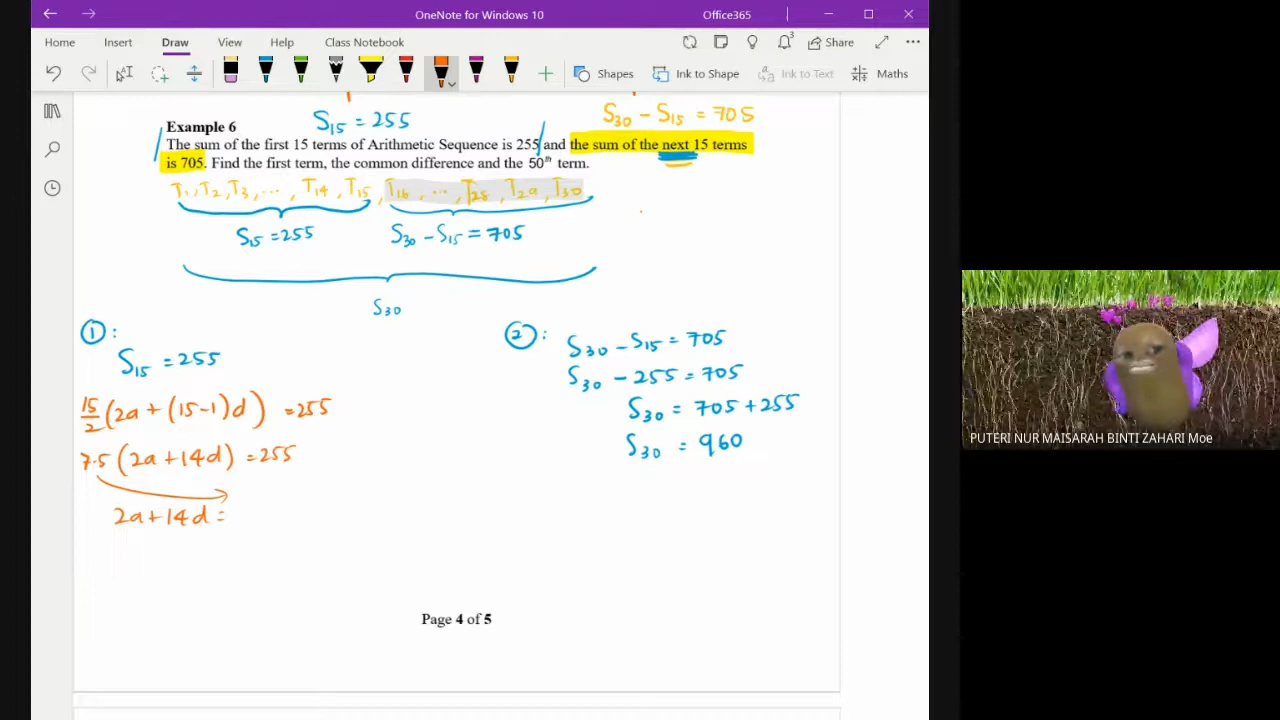 OneNote for Windows 10
Office365
Home Insert Draw View Help Class Notebook
3
Share
Shapes Ink to Shape Ink to Text Maths
S15 = 255
S30 - S15 = 705
Example 6
The sum of the first 15 terms of Arithmetic Sequence is 255 and the sum of the next 15 terms
is 705. Find the first term, the common difference and the 50th term.
T1, T2, T3, ..., T14, T15, T16, ..., T28, T29, T30
S15 = 255
S30 - S15 = 705
S30
1 :
S15 = 255
15/2 (2a + (15-1)d) = 255
7.5 (2a + 14d) = 255
2a + 14d =
2 :
S30 - S15 = 705
S30 - 255 = 705
S30 = 705 + 255
S30 = 960
Page 4 of 5
PUTERI NUR MAISARAH BINTI ZAHARI Moe